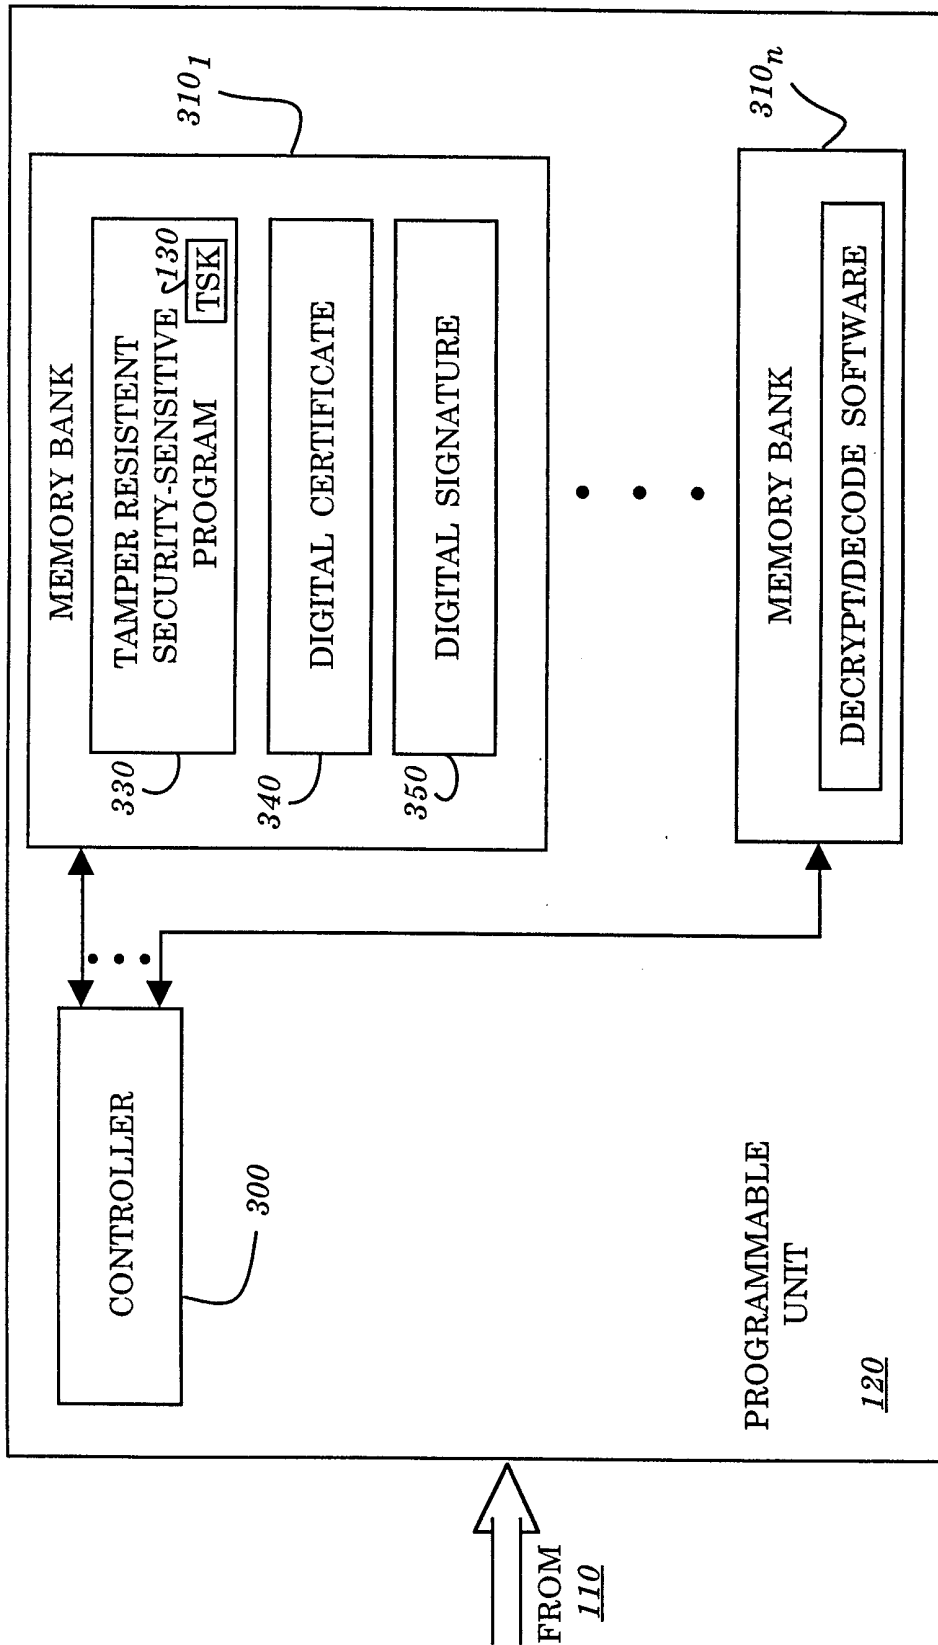 310₁
MEMORY BANK
TAMPER RESISTENT
SECURITY-SENSITIVE
PROGRAM
130
TSK
330
DIGITAL CERTIFICATE
340
DIGITAL SIGNATURE
350
CONTROLLER
300
310ₙ
MEMORY BANK
DECRYPT/DECODE SOFTWARE
PROGRAMMABLE
UNIT
120
FROM
110